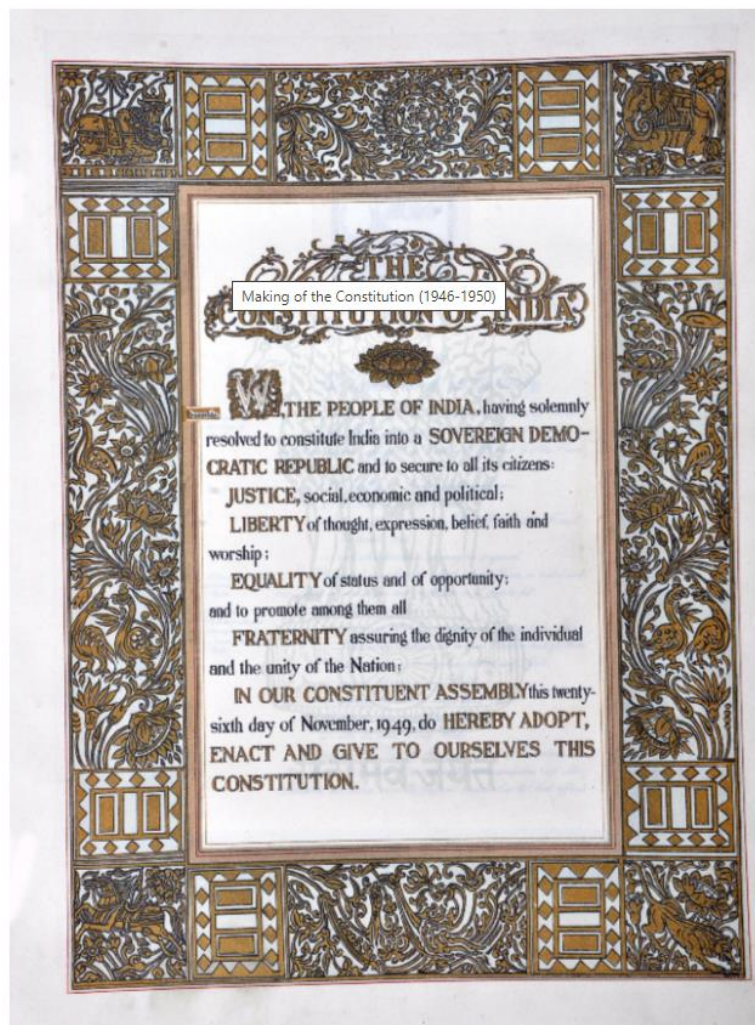 THE
Making of the Constitution (1946-1950)
CONSTITUTION OF INDIA
WE, THE PEOPLE OF INDIA, having solemnly
resolved to constitute India into a SOVEREIGN DEMO-
CRATIC REPUBLIC and to secure to all its citizens:
JUSTICE, social, economic and political;
LIBERTY of thought, expression, belief, faith and
worship;
EQUALITY of status and of opportunity;
and to promote among them all
FRATERNITY assuring the dignity of the individual
and the unity of the Nation;
IN OUR CONSTITUENT ASSEMBLY this twenty-
sixth day of November, 1949, do HEREBY ADOPT,
ENACT AND GIVE TO OURSELVES THIS
CONSTITUTION.